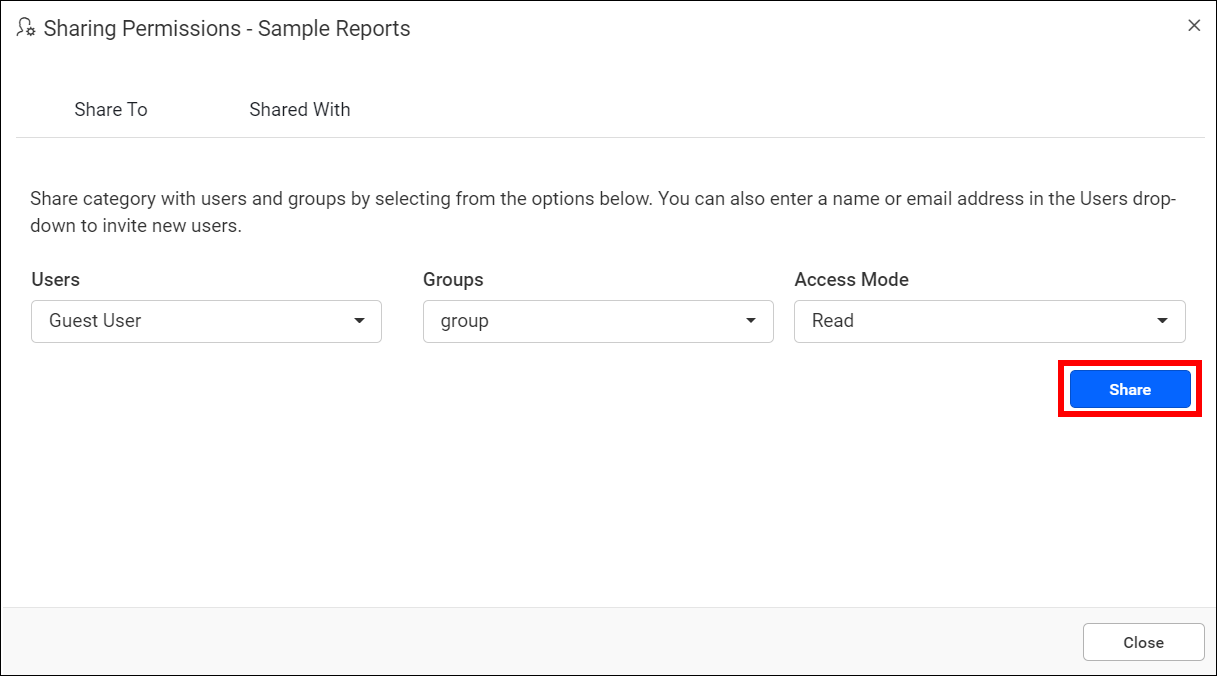 Sharing Permissions - Sample Reports
Share To
Shared With
Share category with users and groups by selecting from the options below. You can also enter a name or email address in the Users drop-
down to invite new users.
Users
Groups
Access Mode
Guest User
group
Read
Share
Close